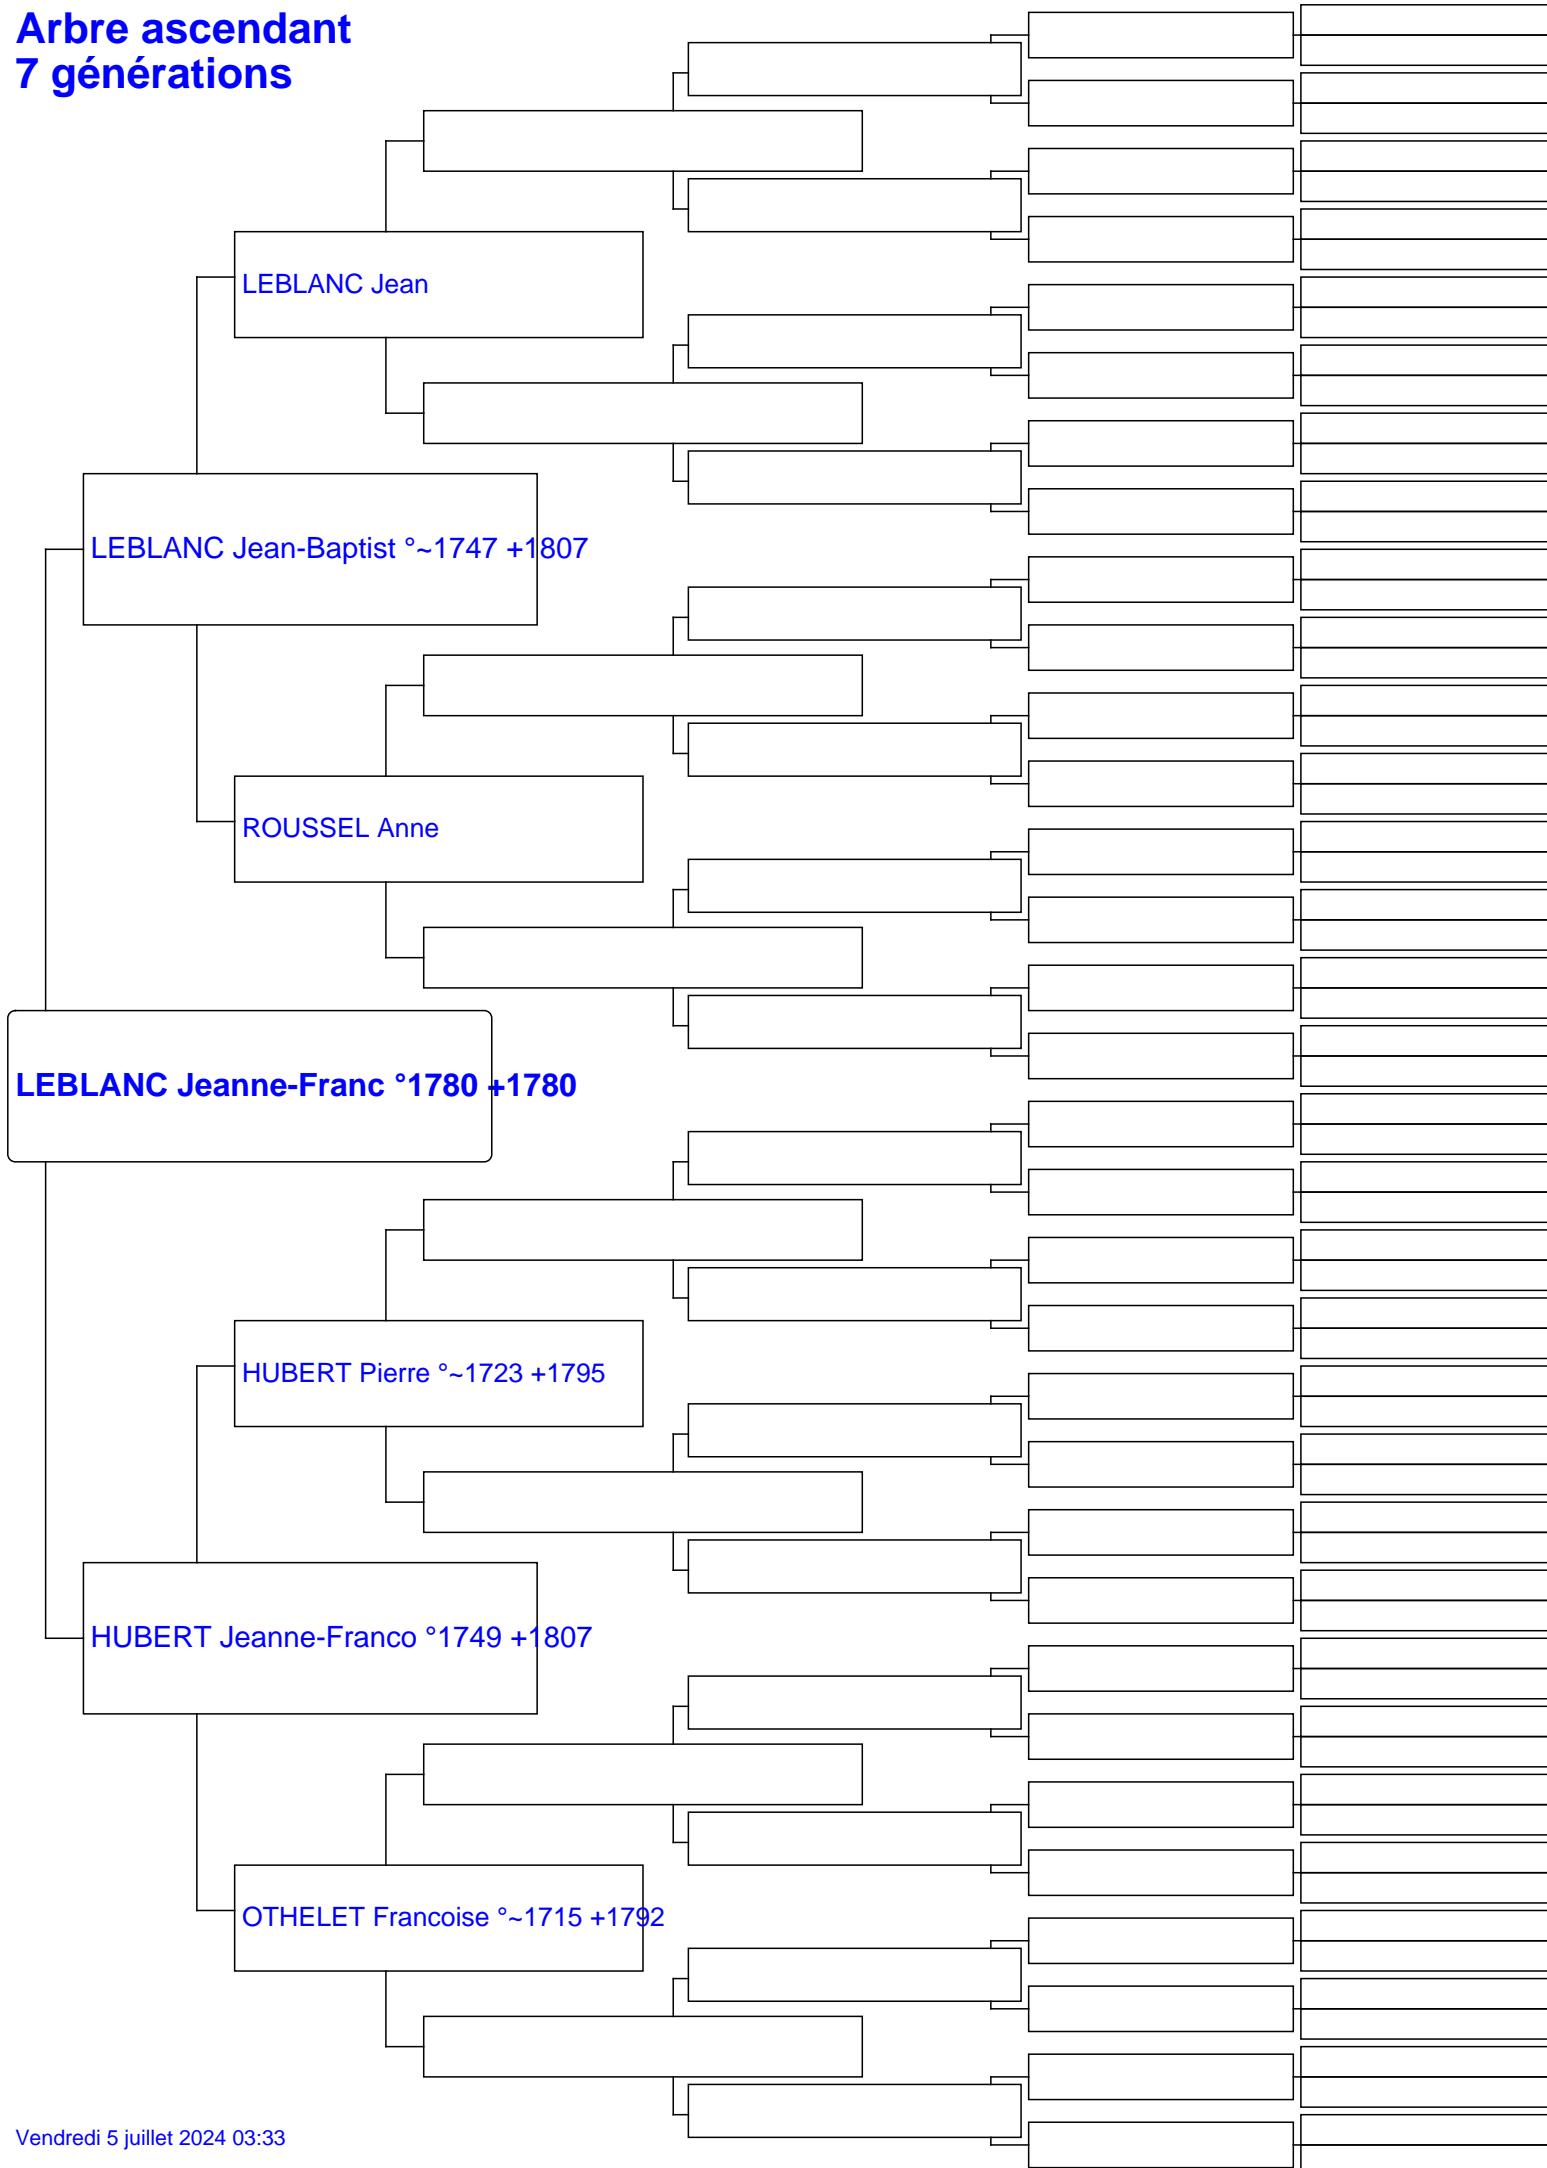 Arbre ascendant
7 générations
LEBLANC Jean
LEBLANC Jean-Baptist °~1747 +1807
ROUSSEL Anne
LEBLANC Jeanne-Franc °1780 +1780
HUBERT Pierre °~1723 +1795
HUBERT Jeanne-Franco °1749 +1807
OTHELET Francoise °~1715 +1792
Vendredi 5 juillet 2024 03:33